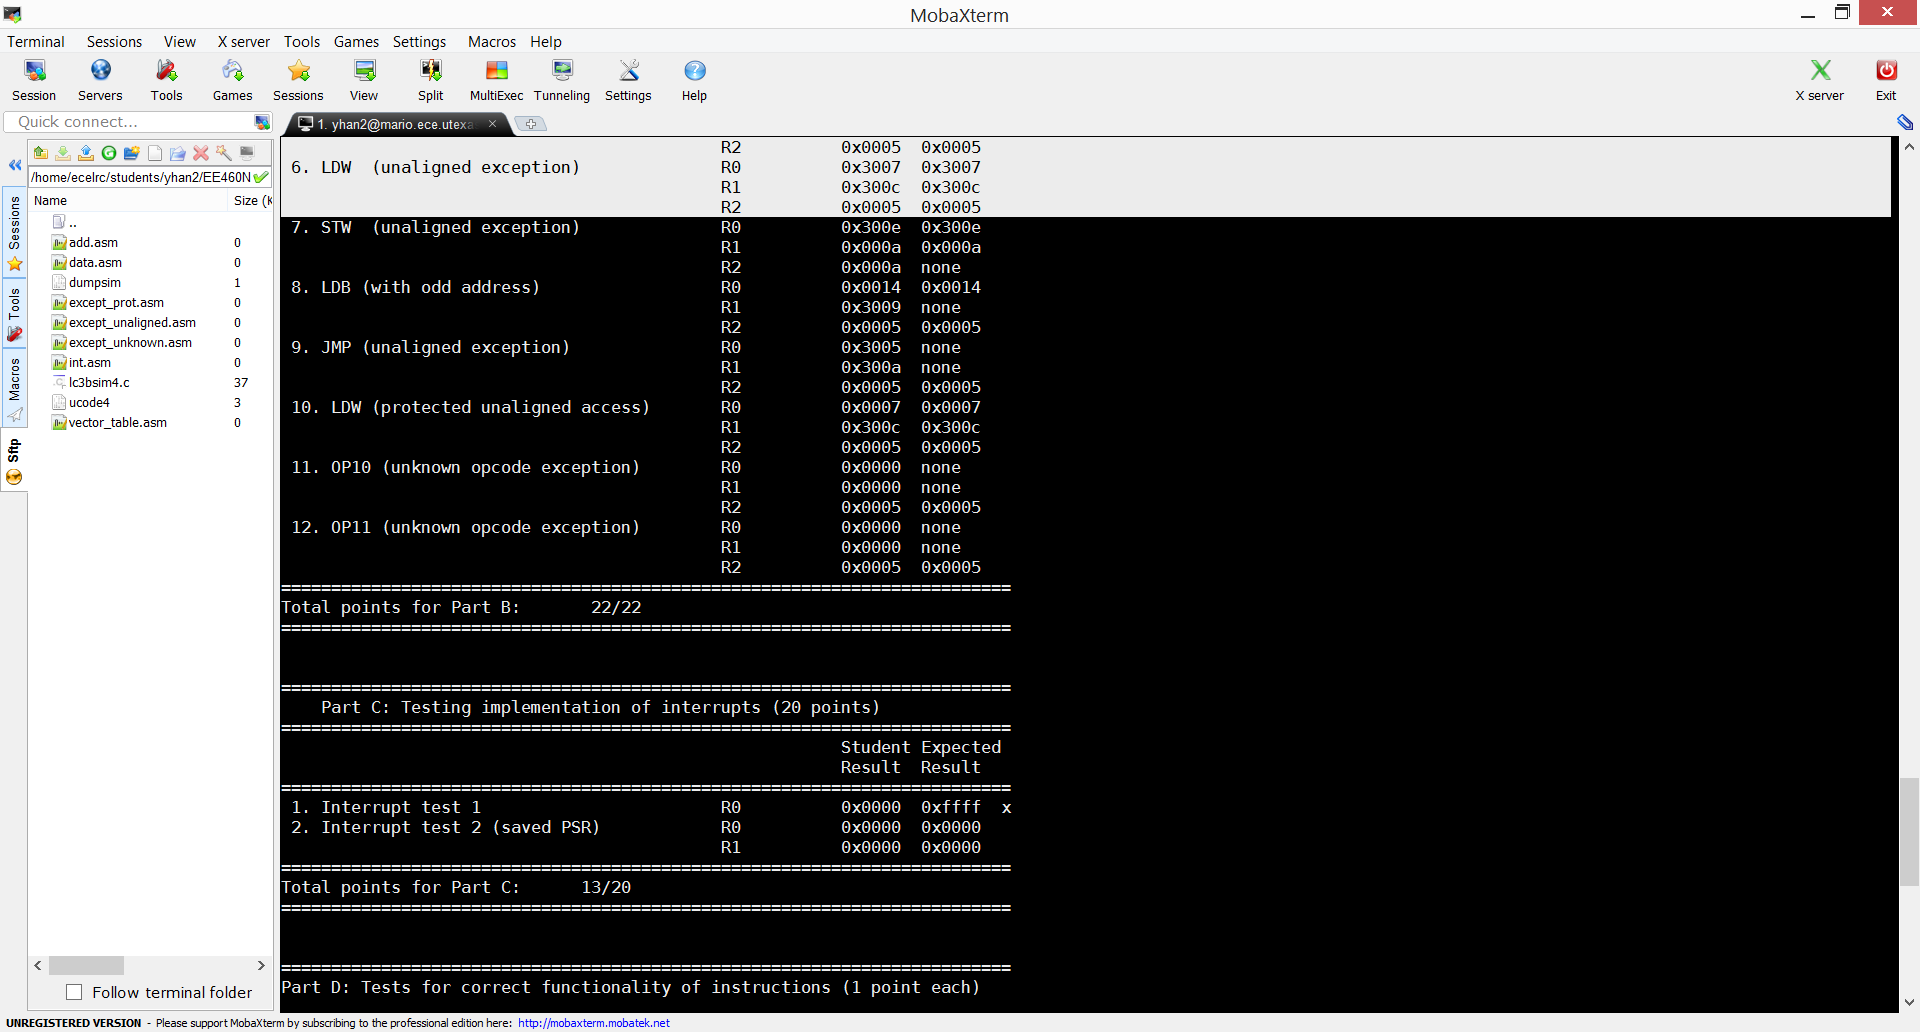 MobaXterm
Terminal Sessions View X server Tools Games Settings Macros Help
Session Servers Tools Games Sessions View Split MultiExec Tunneling Settings Help X server Exit
Quick connect...
1. yhan2@mario.ece.utexa
/home/ecelrc/students/yhan2/EE460N
Name Size (K
..
add.asm 0
data.asm 0
dumpsim 1
except_prot.asm 0
except_unaligned.asm 0
except_unknown.asm 0
int.asm 0
lc3bsim4.c 37
ucode4 3
vector_table.asm 0
Sessions
Tools
Macros
Sftp
Follow terminal folder
R2 0x0005 0x0005
6. LDW (unaligned exception) R0 0x3007 0x3007
R1 0x300c 0x300c
R2 0x0005 0x0005
7. STW (unaligned exception) R0 0x300e 0x300e
R1 0x000a 0x000a
R2 0x000a none
8. LDB (with odd address) R0 0x0014 0x0014
R1 0x3009 none
R2 0x0005 0x0005
9. JMP (unaligned exception) R0 0x3005 none
R1 0x300a none
R2 0x0005 0x0005
10. LDW (protected unaligned access) R0 0x0007 0x0007
R1 0x300c 0x300c
R2 0x0005 0x0005
11. OP10 (unknown opcode exception) R0 0x0000 none
R1 0x0000 none
R2 0x0005 0x0005
12. OP11 (unknown opcode exception) R0 0x0000 none
R1 0x0000 none
R2 0x0005 0x0005
=========================================================================
Total points for Part B: 22/22
=========================================================================
=========================================================================
Part C: Testing implementation of interrupts (20 points)
=========================================================================
Student Expected
Result Result
=========================================================================
1. Interrupt test 1 R0 0x0000 0xffff x
2. Interrupt test 2 (saved PSR) R0 0x0000 0x0000
R1 0x0000 0x0000
=========================================================================
Total points for Part C: 13/20
=========================================================================
=========================================================================
Part D: Tests for correct functionality of instructions (1 point each)
UNREGISTERED VERSION - Please support MobaXterm by subscribing to the professional edition here: http://mobaxterm.mobatek.net